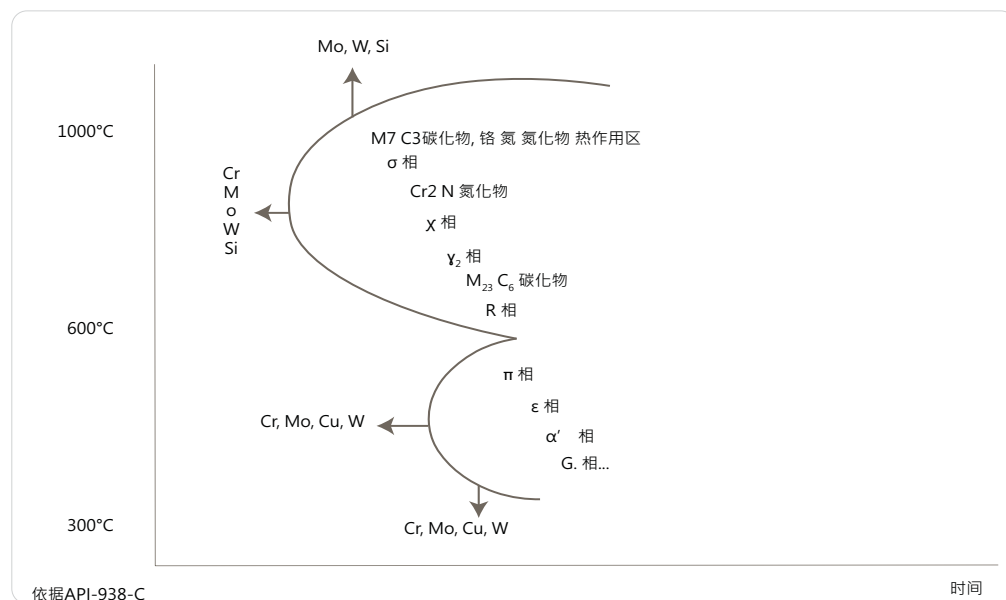 Mo, W, Si
1000°C
M7 C3碳化物, 铬 氮 氮化物 热作用区
σ 相
Cr
M
o
W
Si
Cr2 N 氮化物
X 相
ɣ₂ 相
M₂₃ C₆ 碳化物
R 相
600°C
π 相
ε 相
Cr, Mo, Cu, W
α′ 相
G. 相...
300°C
Cr, Mo, Cu, W
时间
依据API-938-C